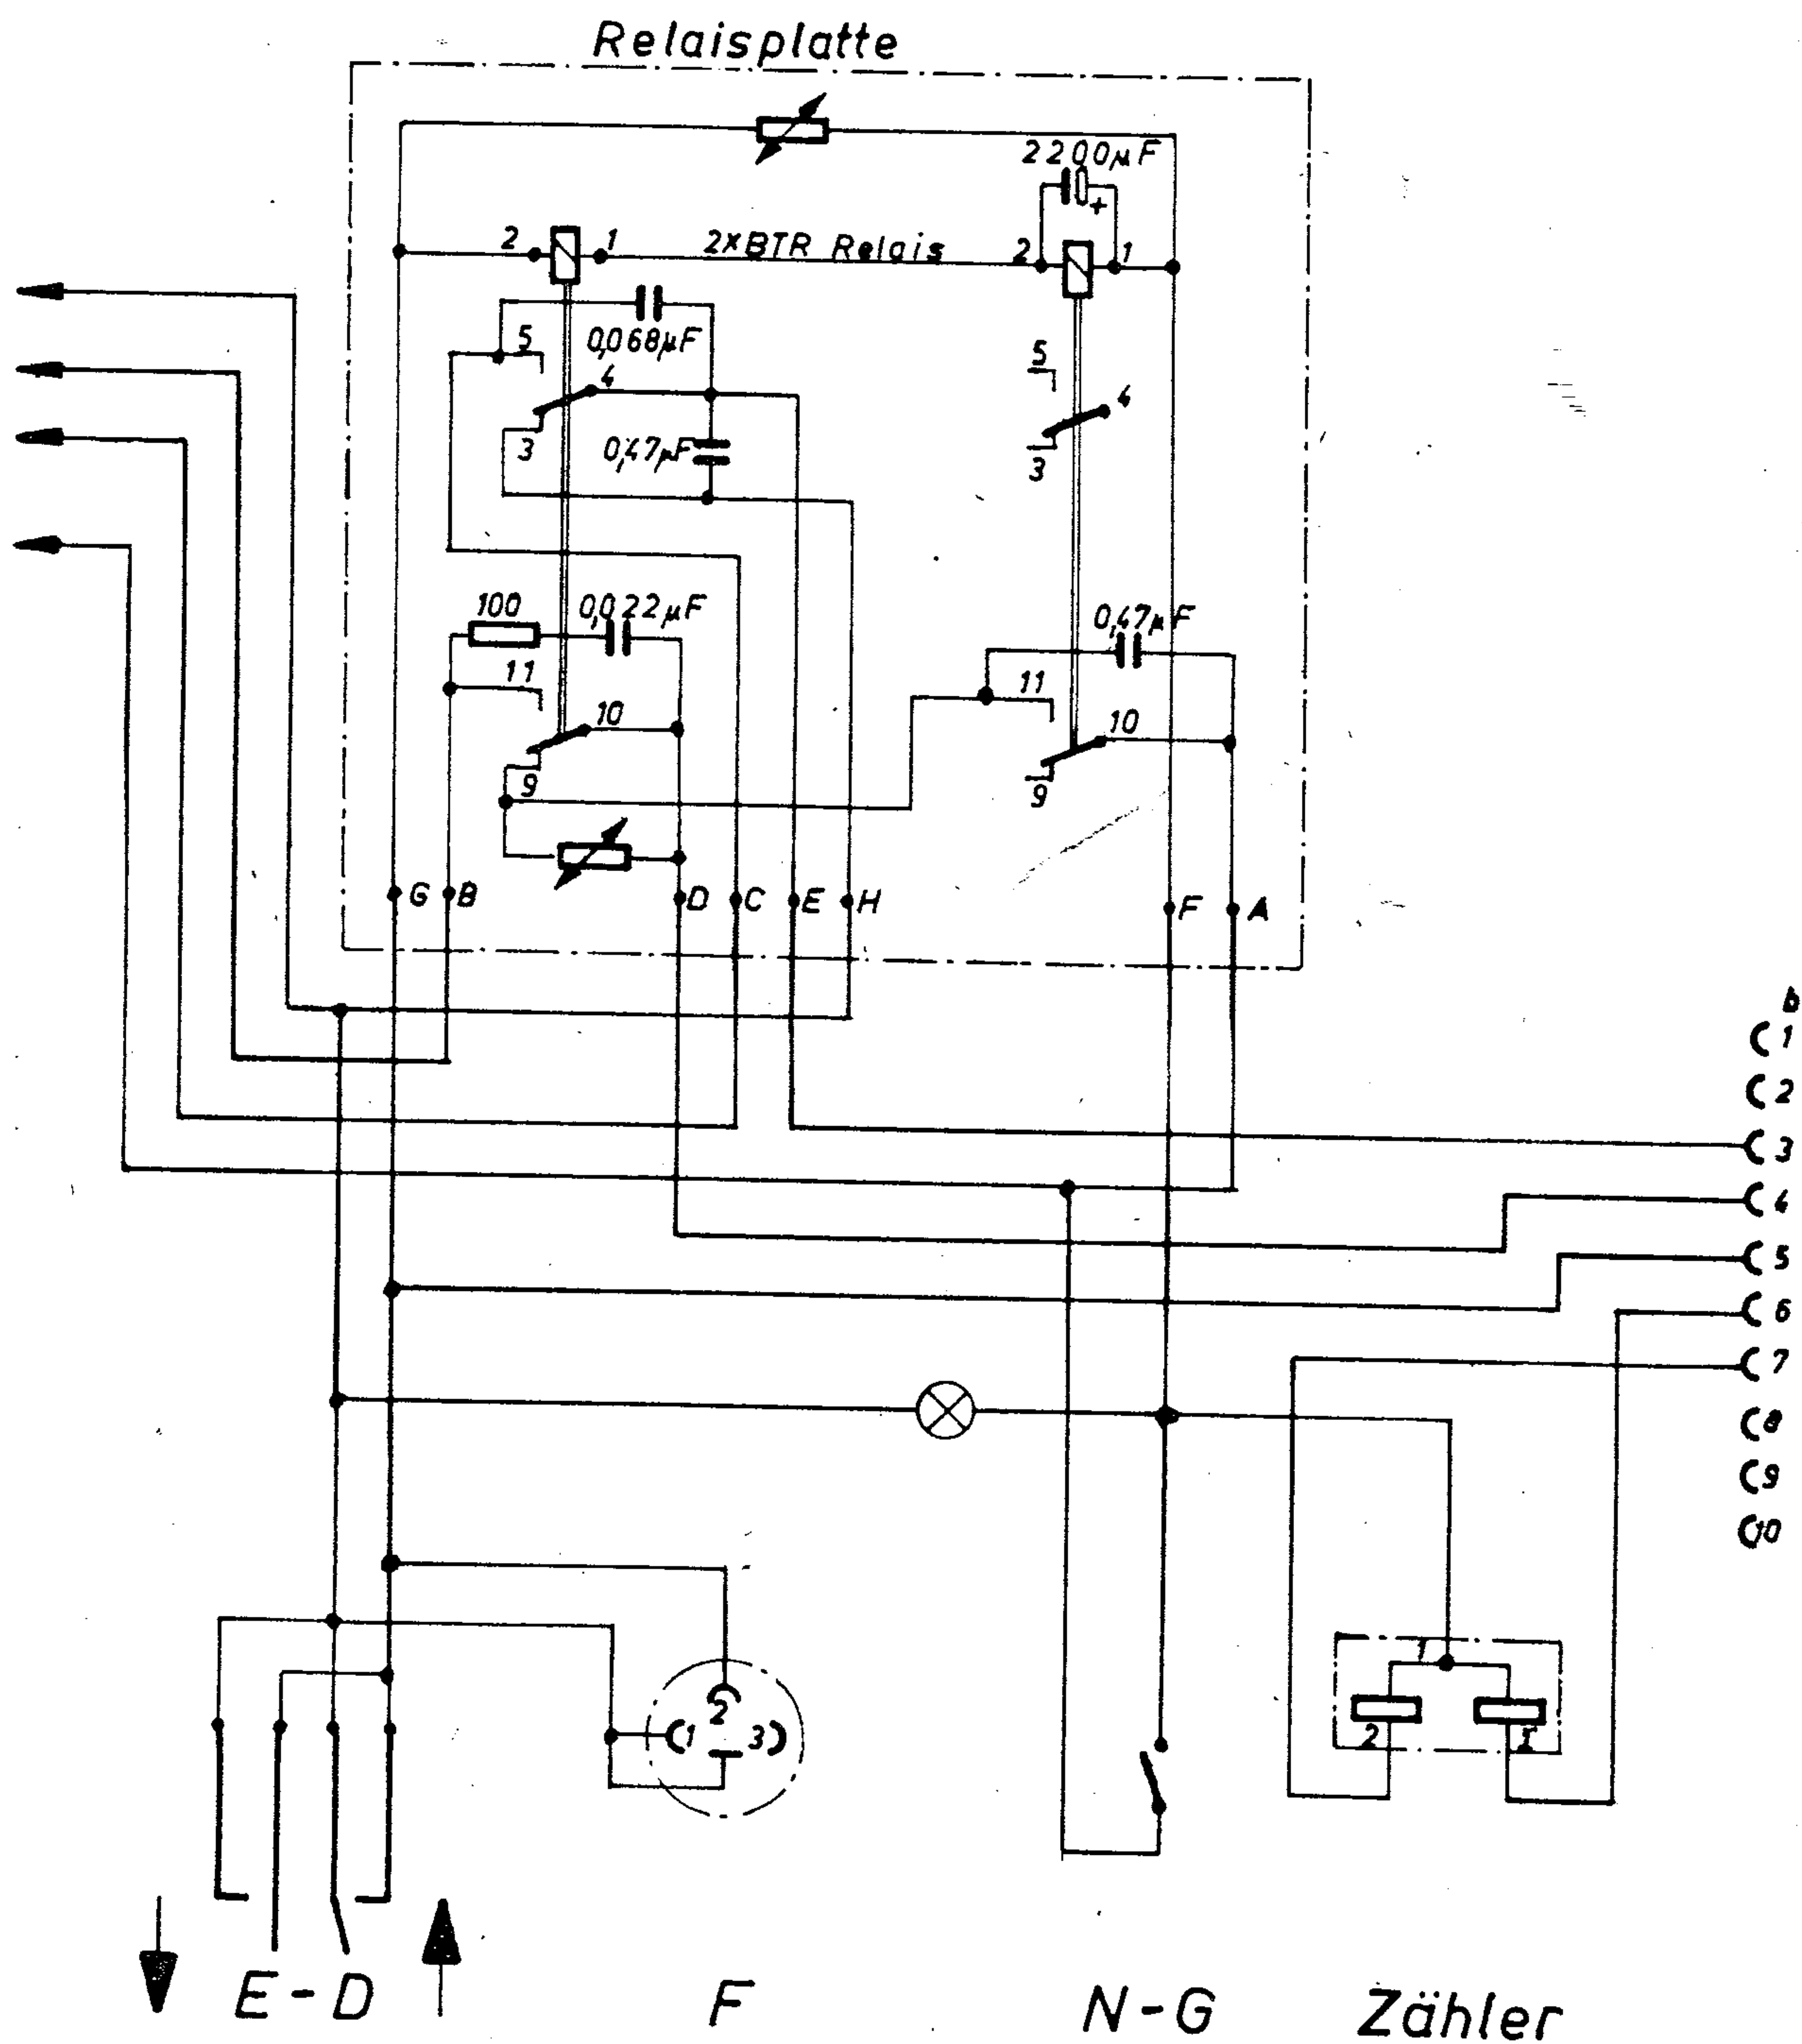 Relaisplatte
2200µF
+
2 1 2xBTR Relais 2 1
5 0,068µF 5
4 4
3 0,47µF 3
100 0,022µF 0,47µF
11 11
10 10
9 9
G B D C E H F A
b
1
2
3
4
5
6
7
8
9
10
1
2
1 3
2 1
E-D F N-G Zähler